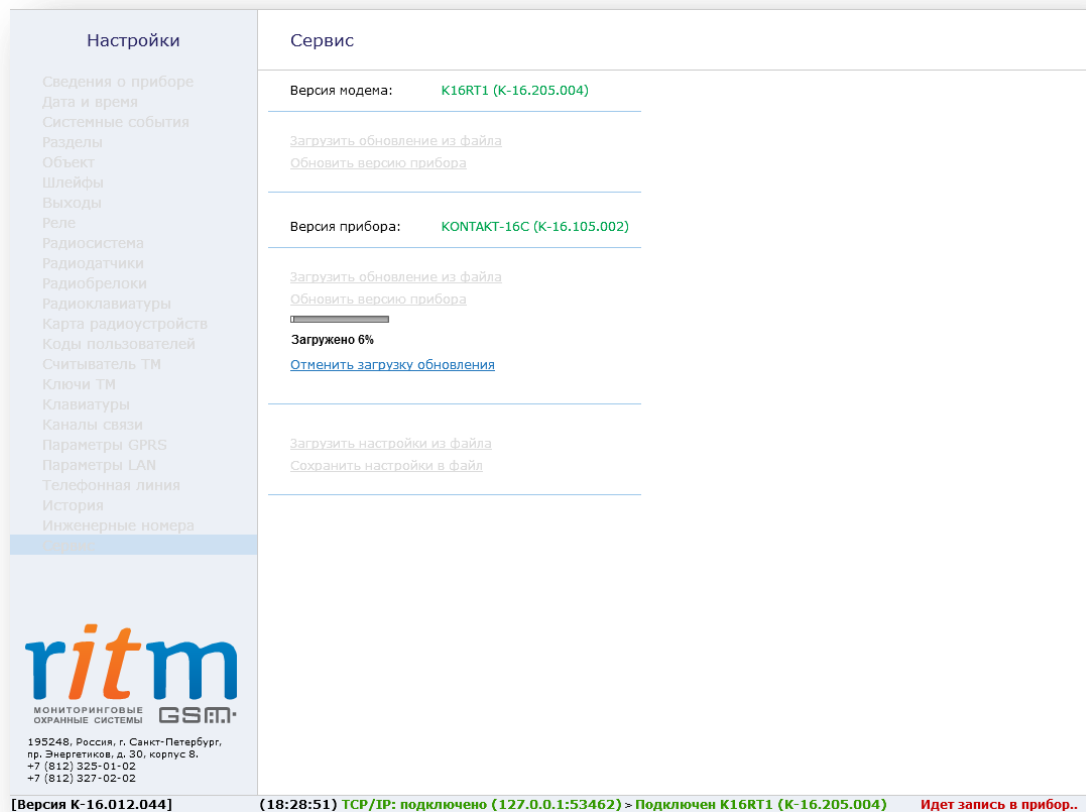 Настройки
Сведения о приборе
Дата и время
Системные события
Разделы
Объект
Шлейфы
Выходы
Реле
Радиосистема
Радиодатчики
Радиобрелоки
Радиоклавиатуры
Карта радиоустройств
Коды пользователей
Считыватель ТМ
Ключи ТМ
Клавиатуры
Каналы связи
Параметры GPRS
Параметры LAN
Телефонная линия
История
Инженерные номера
ritm
МОНИТОРИНГОВЫЕ
ОХРАННЫЕ СИСТЕМЫ GSM
195248, Россия, г. Санкт-Петербург,
пр. Энергетиков, д. 30, корпус 8.
+7 (812) 325-01-02
+7 (812) 327-02-02
Сервис
Версия модема: K16RT1 (K-16.205.004)
Загрузить обновление из файла
Обновить версию прибора
Версия прибора: KONTAKT-16C (K-16.105.002)
Загрузить обновление из файла
Обновить версию прибора
Загружено 6%
Отменить загрузку обновления
Загрузить настройки из файла
Сохранить настройки в файл
[Версия K-16.012.044] (18:28:51) TCP/IP: подключено (127.0.0.1:53462) > Подключен K16RT1 (K-16.205.004) Идет запись в прибор..